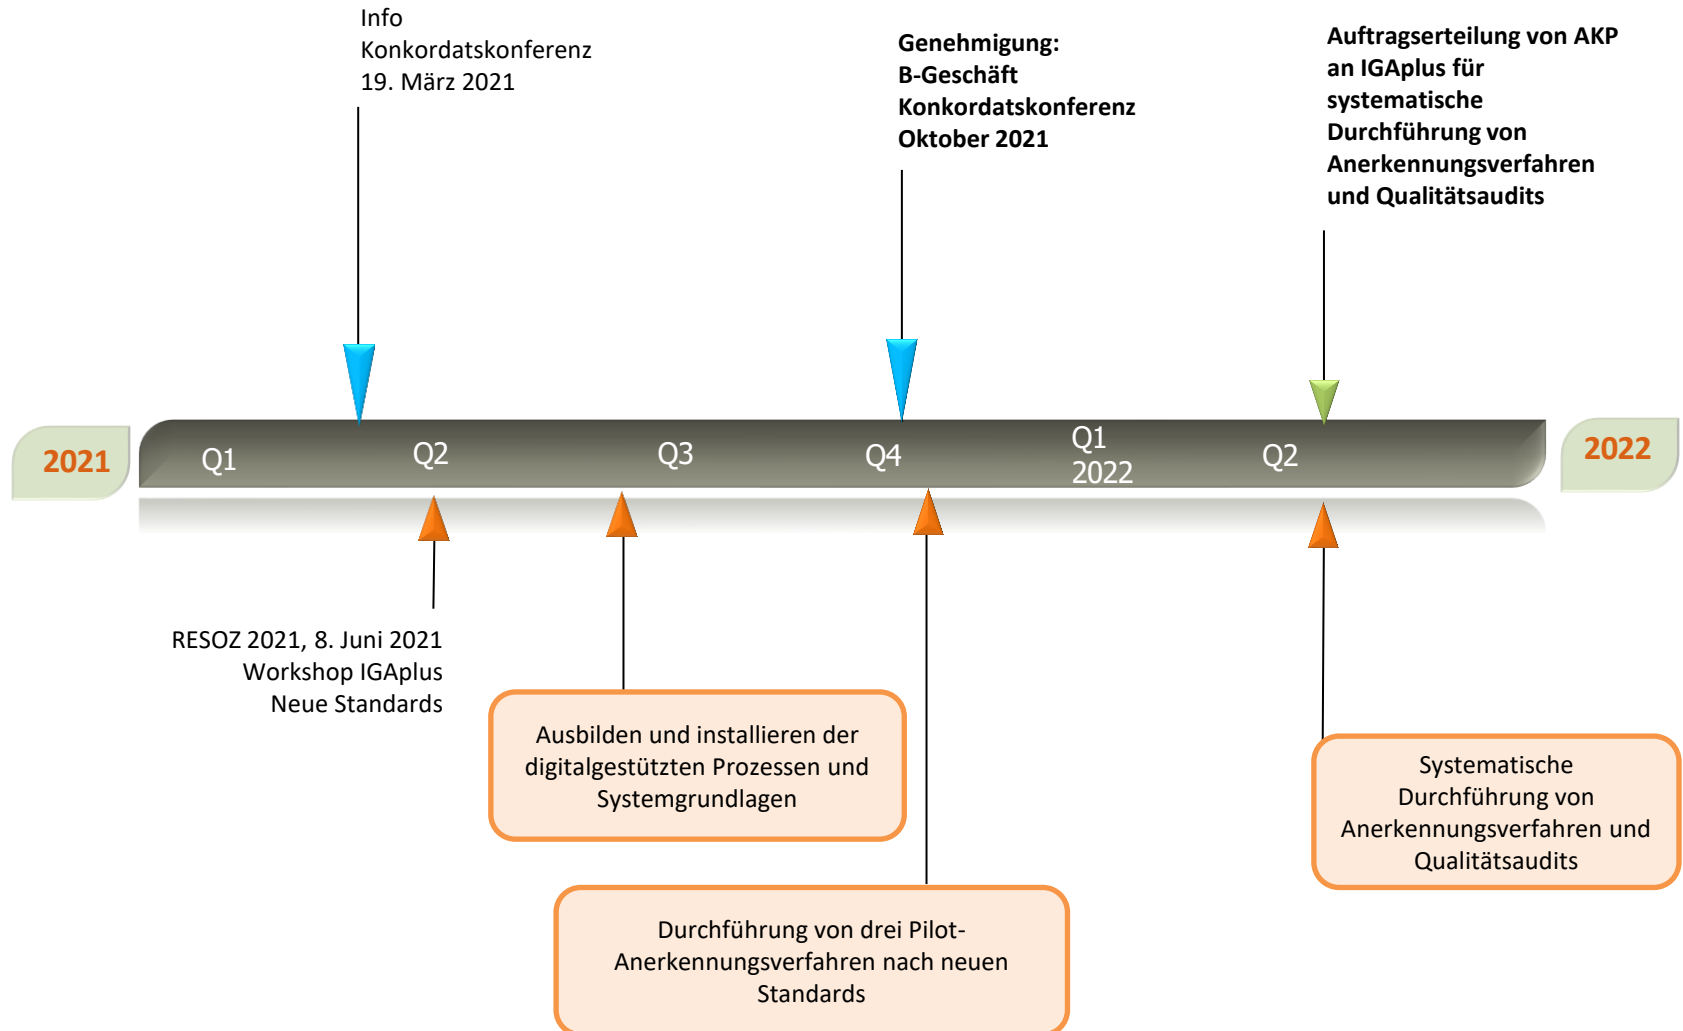 Info
Konkordatskonferenz
19. März 2021
Genehmigung:
B-Geschäft
Konkordatskonferenz
Oktober 2021
Auftragserteilung von AKP
an IGAplus für
systematische
Durchführung von
Anerkennungsverfahren
und Qualitätsaudits
2021
Q1
Q2
Q3
Q4
Q1
2022
Q2
2022
RESOZ 2021, 8. Juni 2021
Workshop IGAplus
Neue Standards
Ausbilden und installieren der
digitalgestützten Prozessen und
Systemgrundlagen
Systematische
Durchführung von
Anerkennungsverfahren und
Qualitätsaudits
Durchführung von drei Pilot-
Anerkennungsverfahren nach neuen
Standards